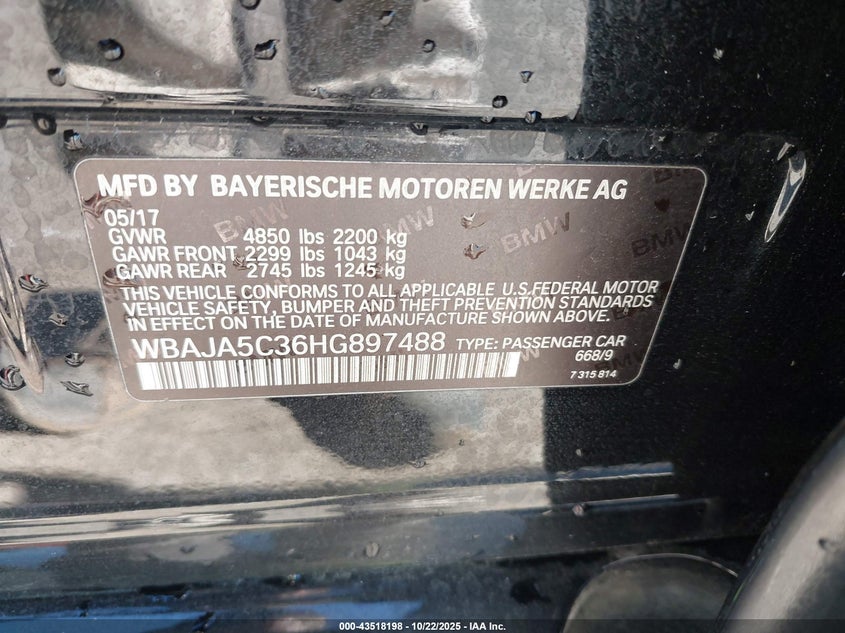 MFD BY BAYERISCHE MOTOREN WERKE AG
05/17
GVWR 4850 lbs 2200 kg
GAWR FRONT 2299 lbs 1043 kg
GAWR REAR 2745 lbs 1245 kg
THIS VEHICLE CONFORMS TO ALL APPLICABLE U.S.FEDERAL MOTOR
VEHICLE SAFETY, BUMPER AND THEFT PREVENTION STANDARDS
IN EFFECT ON THE DATE OF MANUFACTURE SHOWN ABOVE.
WBAJA5C36HG897488 TYPE: PASSENGER CAR
668/9
7 315 814
BMW
BMW
000-43518198 - 10/22/2025 - IAA Inc.